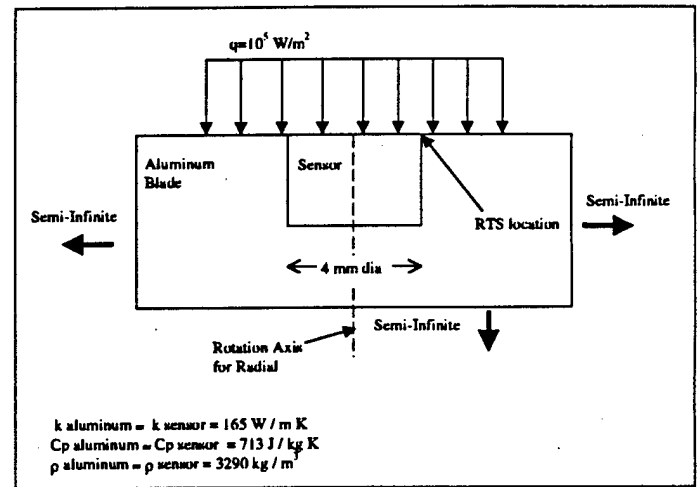 q=10⁵ W/m²
Aluminum
Blade
Sensor
Semi-Infinite
Semi-Infinite
RTS location
4 mm dia
Semi-Infinite
Rotation Axis
for Radial
k aluminum = k sensor = 165 W / m K
Cp aluminum = Cp sensor = 713 J / kg K
ρ aluminum = ρ sensor = 3290 kg / m³